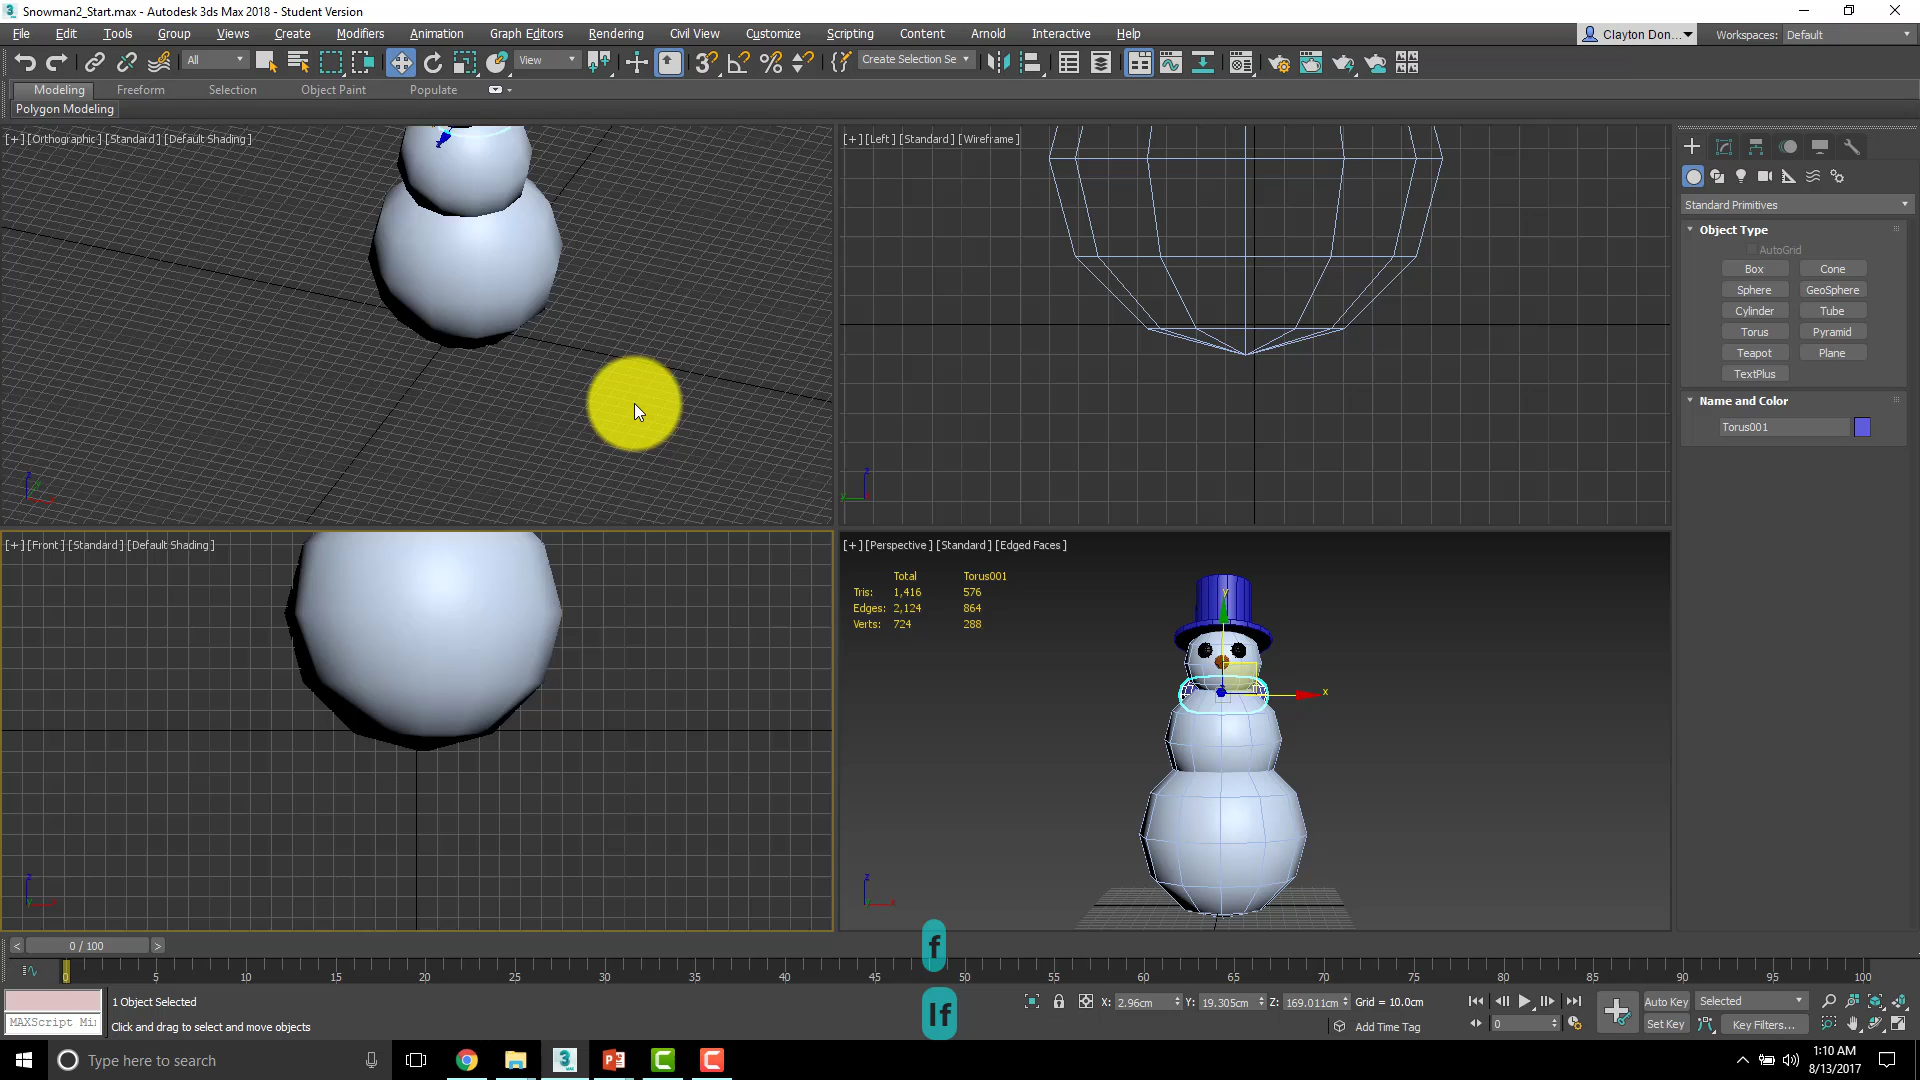 Snowman2_Start.max - Autodesk 3ds Max 2018 - Student Version
File Edit Tools Group Views Create Modifiers Animation Graph Editors Rendering Civil View Customize Scripting Content Arnold Interactive Help
Clayton Don... Workspaces: Default
All View Create Selection Se
Modeling Freeform Selection Object Paint Populate
Polygon Modeling
[+] [Orthographic] [Standard] [Default Shading]
[+] [Left] [Standard] [Wireframe]
Standard Primitives
Object Type
AutoGrid
Box Cone
Sphere GeoSphere
Cylinder Tube
Torus Pyramid
Teapot Plane
TextPlus
Name and Color
Torus001
[+] [Front] [Standard] [Default Shading]
[+] [Perspective] [Standard] [Edged Faces]
Total Torus001
Tris: 1,416 576
Edges: 2,124 864
Verts: 724 288
y
x
f
< 0 / 100 >
0 5 10 15 20 25 30 35 40 45 50 55 60 65 70 75 80 85 90 95 100
lf
1 Object Selected
X: 2.96cm Y: 19.305cm Z: 169.011cm Grid = 10.0cm
Auto Key Selected
MAXScript Mi
Click and drag to select and move objects
Add Time Tag
0
Set Key Key Filters...
Type here to search
1:10 AM
8/13/2017